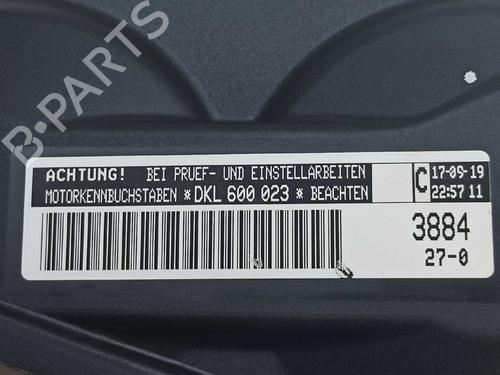 B-PARTS
ACHTUNG! BEI PRUEF- UND EINSTELLARBEITEN
MOTORKENNBUCHSTABEN *DKL 600 023* BEACHTEN
C 17-09-19
22:57 11
3884
27-0